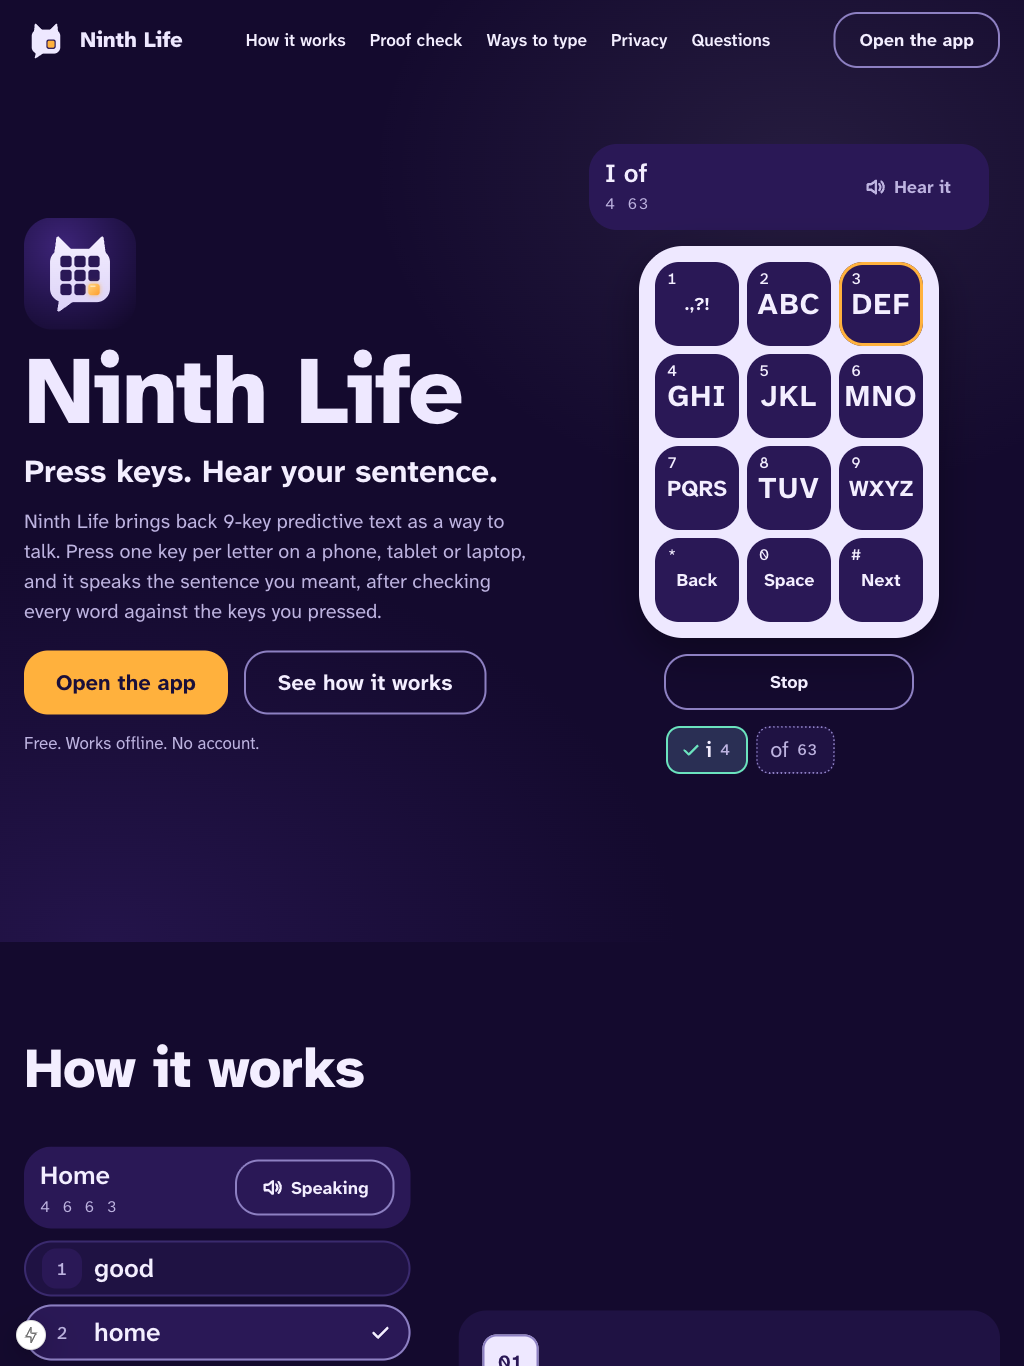 Ninth Life
How it works
Proof check
Ways to type
Privacy
Questions
Open the app
Ninth Life
Press keys. Hear your sentence.
Ninth Life brings back 9-key predictive text as a way to
talk. Press one key per letter on a phone, tablet or laptop,
and it speaks the sentence you meant, after checking
every word against the keys you pressed.
Open the app
See how it works
Free. Works offline. No account.
I of
4 63
Hear it
1
.,?!
2
ABC
3
DEF
4
GHI
5
JKL
6
MNO
7
PQRS
8
TUV
9
WXYZ
*
Back
0
Space
#
Next
Stop
i 4
of 63
How it works
Home
4 6 6 3
Speaking
1 good
2 home
01